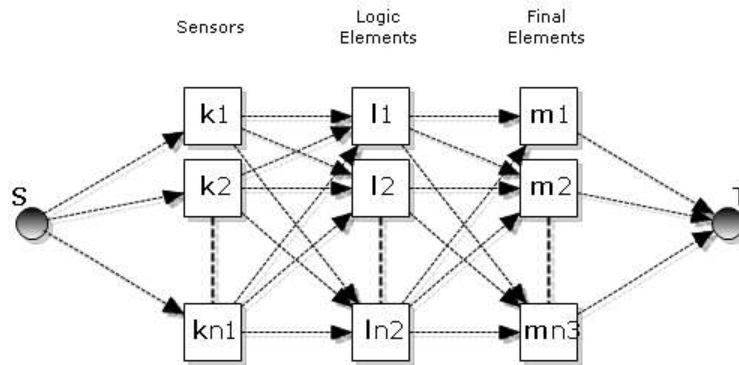 Sensors
Logic
Elements
Final
Elements
k1
l1
m1
S
k2
l2
m2
T
kn1
ln2
mn3